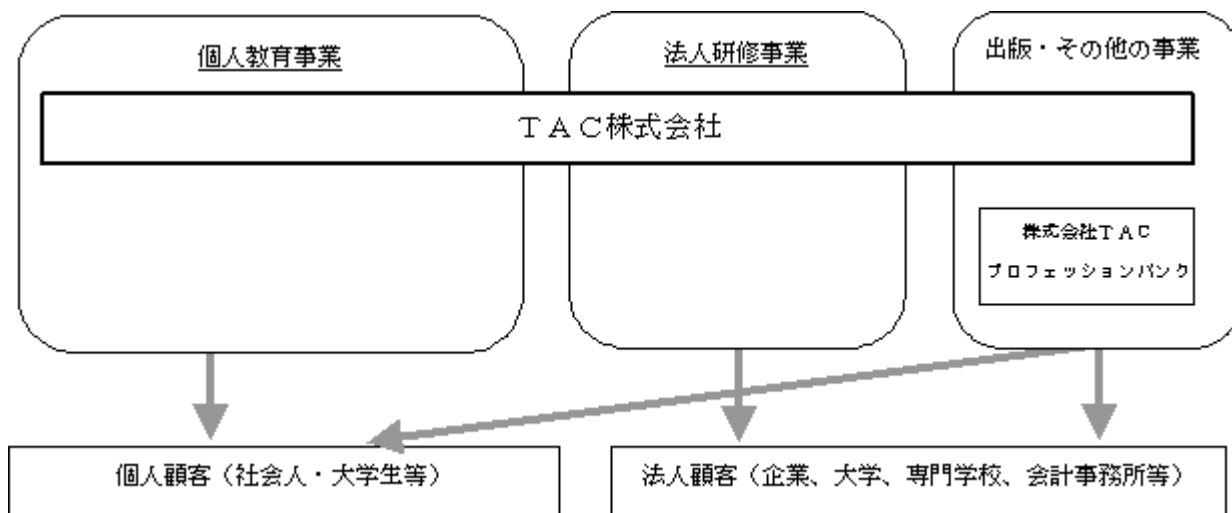 個人教育事業
法人研修事業
出版・その他の事業
ＴＡＣ株式会社
株式会社ＴＡＣ
プロフェッションバンク
個人顧客（社会人・大学生等）
法人顧客（企業、大学、専門学校、会計事務所等）